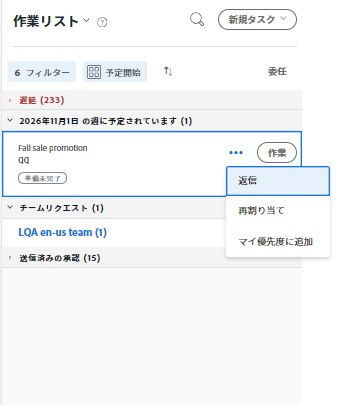 作業リスト
新規タスク
6 フィルター
予定開始
委任
遅延 (233)
2026年11月1日 の週に予定されています (1)
Fall sale promotion
qq
作業
準備未完了
返信
再割り当て
マイ優先度に追加
チームリクエスト (1)
LQA en-us team (1)
送信済みの承認 (15)